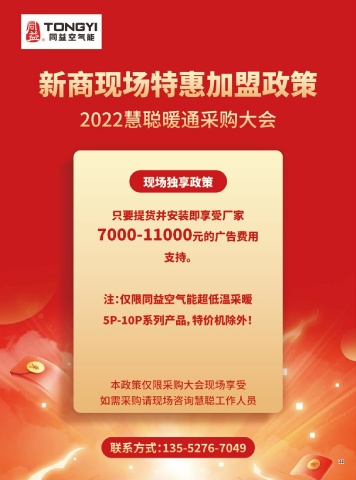 同益
TONGYI
同益空气能
新商现场特惠加盟政策
2022慧聪暖通采购大会
现场独享政策
只要提货并安装即享受厂家
7000-11000元的广告费用
支持。
注：仅限同益空气能超低温采暖
5P-10P系列产品，特价机除外！
本政策仅限采购大会现场享受
如需采购请现场咨询慧聪工作人员
联系方式：135-5276-7049